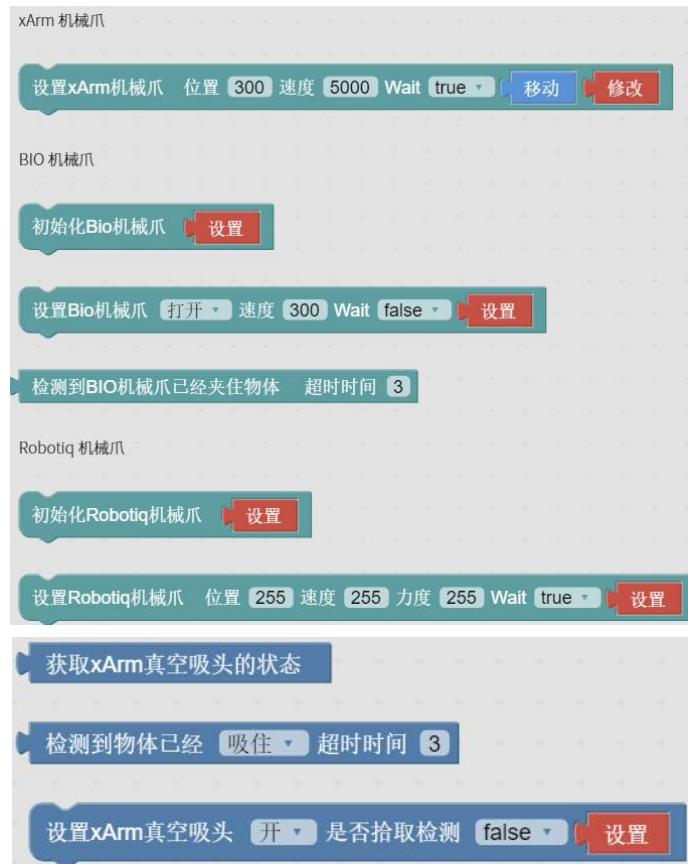 xArm 机械爪
设置xArm机械爪 位置 300 速度 5000 Wait true 移动 修改
BIO 机械爪
初始化Bio机械爪 设置
设置Bio机械爪 打开 速度 300 Wait false 设置
检测到BIO机械爪已经夹住物体 超时时间 3
Robotiq 机械爪
初始化Robotiq机械爪 设置
设置Robotiq机械爪 位置 255 速度 255 力度 255 Wait true 设置
获取xArm真空吸头的状态
检测到物体已经 吸住 超时时间 3
设置xArm真空吸头 开 是否拾取检测 false 设置